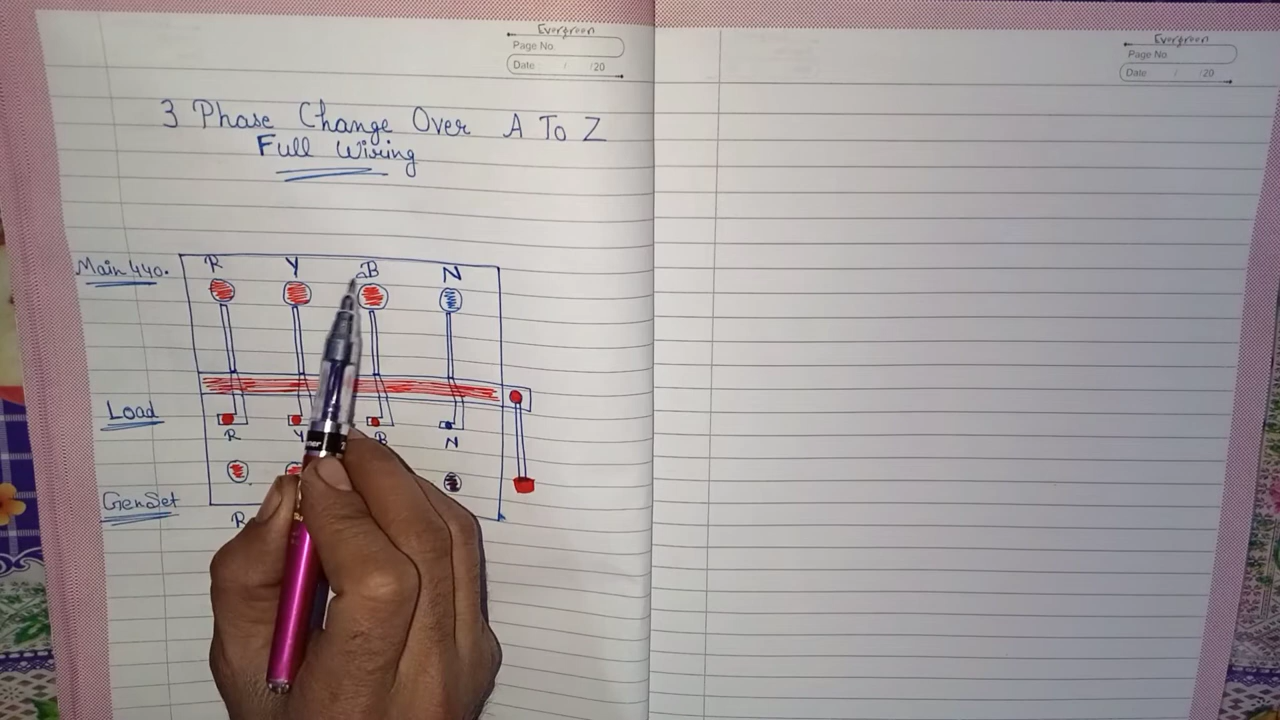 Evergreen
Page No.
Date / /20
Evergreen
Page No
Date / /20
3 Phase Change Over A To Z
Full Wiring
Main 440.
R Y B N
Load
R Y B N
GenSet
R